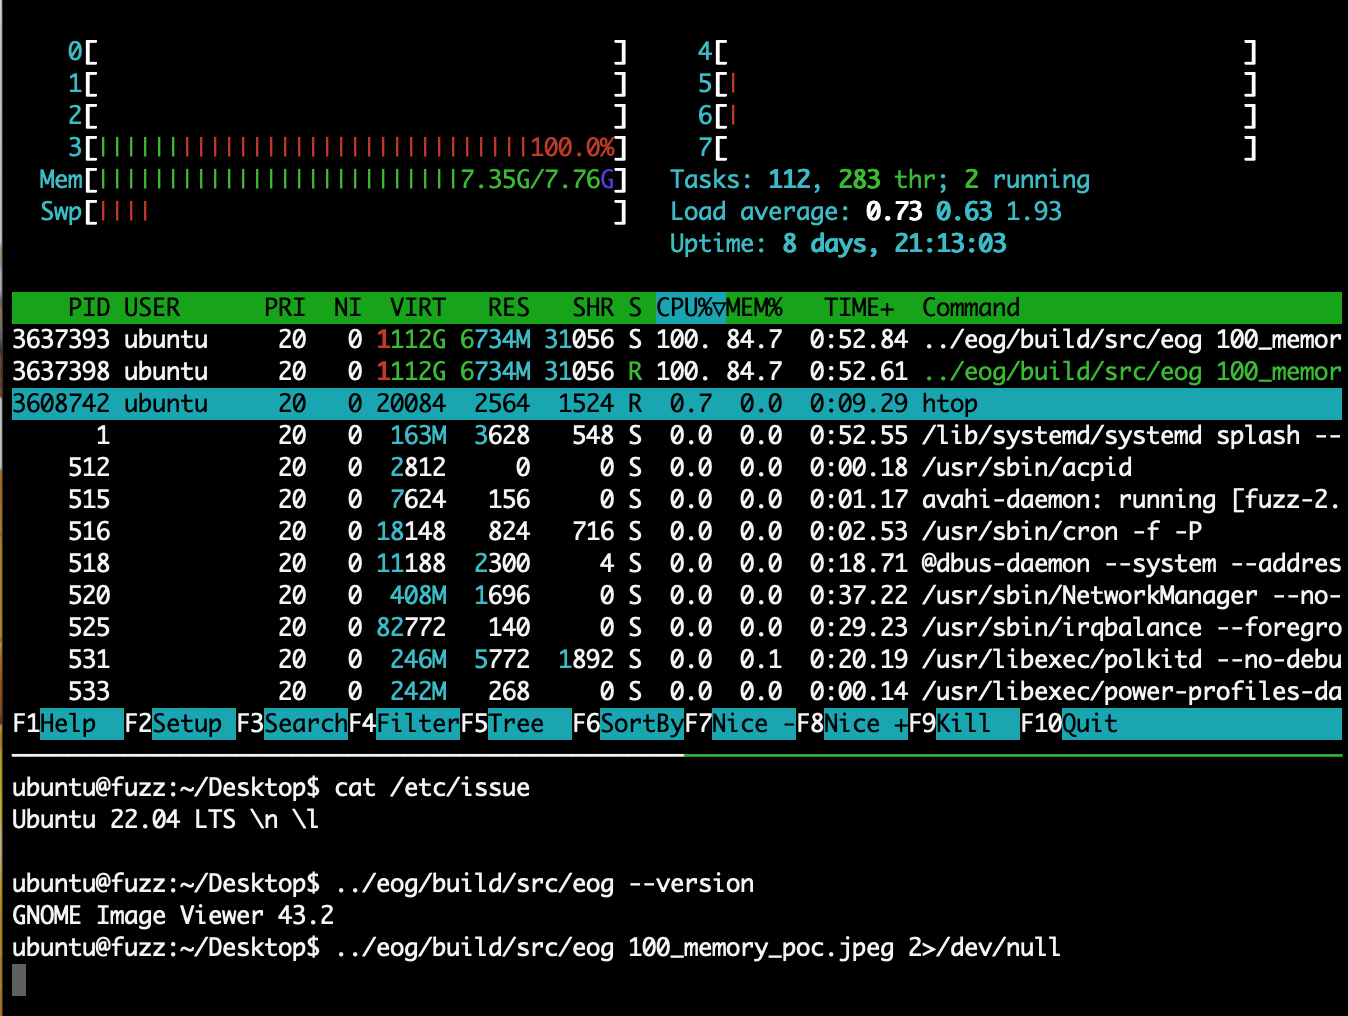 0[ ] 4[ ]
1[ ] 5[| ]
2[ ] 6[| ]
3[||||||||||||||||||||||||||||||||100.0%] 7[ ]
Mem[|||||||||||||||||||||||||||7.35G/7.76G] Tasks: 112, 283 thr; 2 running
Swp[|||| ] Load average: 0.73 0.63 1.93
Uptime: 8 days, 21:13:03
PID USER PRI NI VIRT RES SHR S CPU%▽MEM% TIME+ Command
3637393 ubuntu 20 0 1112G 6734M 31056 S 100. 84.7 0:52.84 ../eog/build/src/eog 100_memor
3637398 ubuntu 20 0 1112G 6734M 31056 R 100. 84.7 0:52.61 ../eog/build/src/eog 100_memor
3608742 ubuntu 20 0 20084 2564 1524 R 0.7 0.0 0:09.29 htop
1 20 0 163M 3628 548 S 0.0 0.0 0:52.55 /lib/systemd/systemd splash --
512 20 0 2812 0 0 S 0.0 0.0 0:00.18 /usr/sbin/acpid
515 20 0 7624 156 0 S 0.0 0.0 0:01.17 avahi-daemon: running [fuzz-2.
516 20 0 18148 824 716 S 0.0 0.0 0:02.53 /usr/sbin/cron -f -P
518 20 0 11188 2300 4 S 0.0 0.0 0:18.71 @dbus-daemon --system --addres
520 20 0 408M 1696 0 S 0.0 0.0 0:37.22 /usr/sbin/NetworkManager --no-
525 20 0 82772 140 0 S 0.0 0.0 0:29.23 /usr/sbin/irqbalance --foregro
531 20 0 246M 5772 1892 S 0.0 0.1 0:20.19 /usr/libexec/polkitd --no-debu
533 20 0 242M 268 0 S 0.0 0.0 0:00.14 /usr/libexec/power-profiles-da
F1Help F2Setup F3SearchF4FilterF5Tree F6SortByF7Nice -F8Nice +F9Kill F10Quit
ubuntu@fuzz:~/Desktop$ cat /etc/issue
Ubuntu 22.04 LTS \n \l
ubuntu@fuzz:~/Desktop$ ../eog/build/src/eog --version
GNOME Image Viewer 43.2
ubuntu@fuzz:~/Desktop$ ../eog/build/src/eog 100_memory_poc.jpeg 2>/dev/null